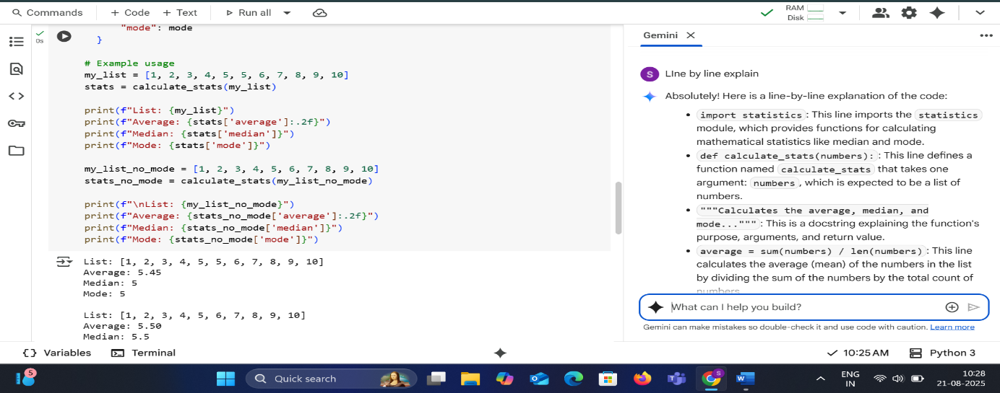 Commands + Code + Text Run all RAM
Disk
Gemini
0s
"mode": mode
}
# Example usage
my_list = [1, 2, 3, 4, 5, 5, 6, 7, 8, 9, 10]
stats = calculate_stats(my_list)
print(f"List: {my_list}")
print(f"Average: {stats['average']:.2f}")
print(f"Median: {stats['median']}")
print(f"Mode: {stats['mode']}")
my_list_no_mode = [1, 2, 3, 4, 5, 6, 7, 8, 9, 10]
stats_no_mode = calculate_stats(my_list_no_mode)
print(f"\nList: {my_list_no_mode}")
print(f"Average: {stats_no_mode['average']:.2f}")
print(f"Median: {stats_no_mode['median']}")
print(f"Mode: {stats_no_mode['mode']}")
List: [1, 2, 3, 4, 5, 5, 6, 7, 8, 9, 10]
Average: 5.45
Median: 5
Mode: 5
List: [1, 2, 3, 4, 5, 6, 7, 8, 9, 10]
Average: 5.50
Median: 5.5
S LIne by line explain
Absolutely! Here is a line-by-line explanation of the code:
• import statistics : This line imports the statistics
module, which provides functions for calculating
mathematical statistics like median and mode.
• def calculate_stats(numbers): : This line defines a
function named calculate_stats that takes one
argument: numbers , which is expected to be a list of
numbers.
• """Calculates the average, median, and
mode...""" : This is a docstring explaining the function's
purpose, arguments, and return value.
• average = sum(numbers) / len(numbers) : This line
calculates the average (mean) of the numbers in the list
by dividing the sum of the numbers by the total count of
numbers
What can I help you build?
Gemini can make mistakes so double-check it and use code with caution. Learn more
Variables Terminal 10:25 AM Python 3
5 Quick search S ENG 10:28
IN 21-08-2025